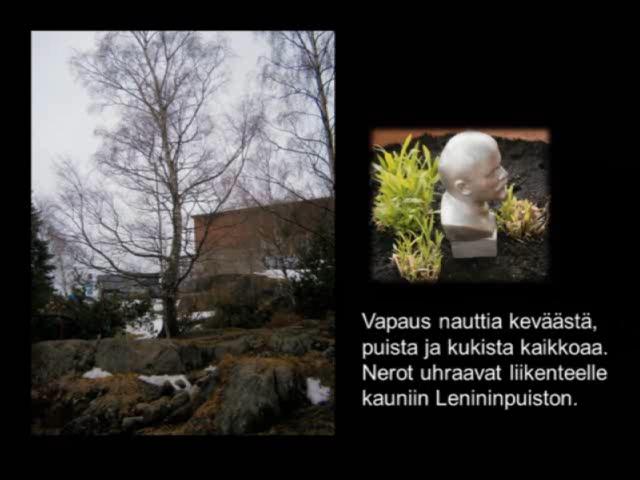 Vapaus nauttia keväästä,
puista ja kukista kaikkoaa.
Nerot uhraavat liikenteelle
kauniin Lenininpuiston.